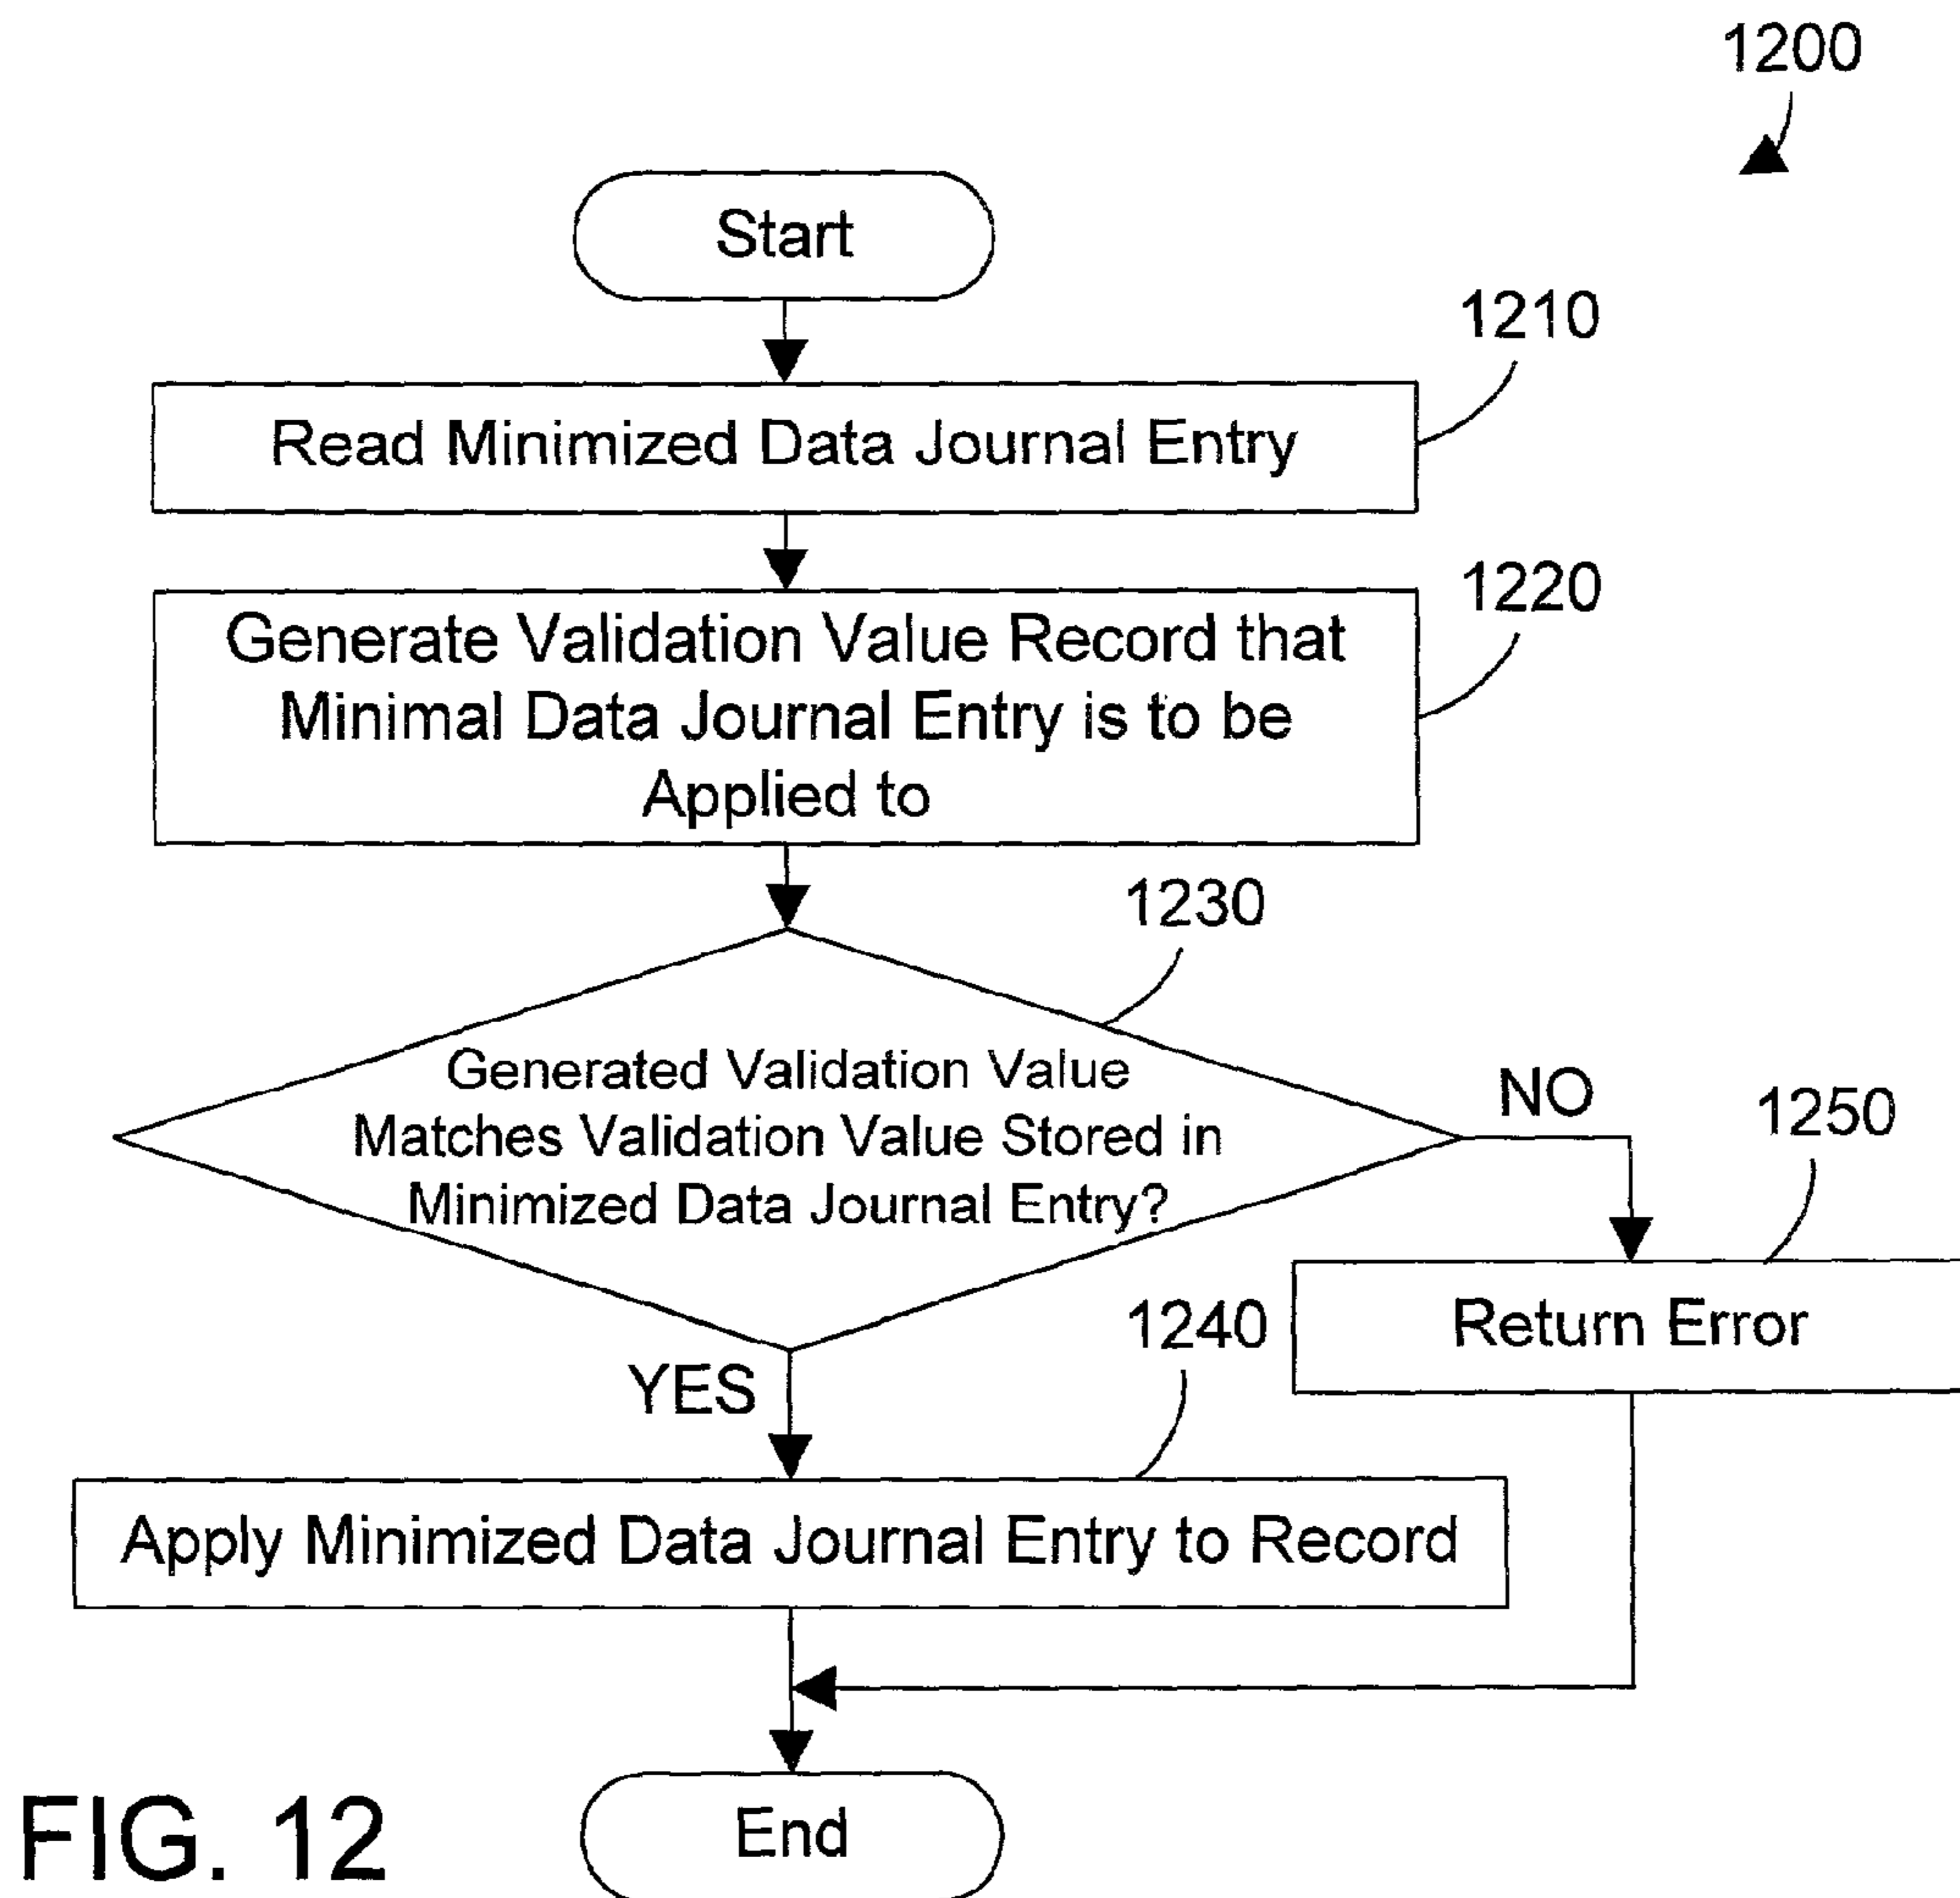 1200
Start
1210
Read Minimized Data Journal Entry
1220
Generate Validation Value Record that
Minimal Data Journal Entry is to be
Applied to
1230
Generated Validation Value
Matches Validation Value Stored in
Minimized Data Journal Entry?
NO
1250
Return Error
1240
YES
Apply Minimized Data Journal Entry to Record
End
FIG. 12